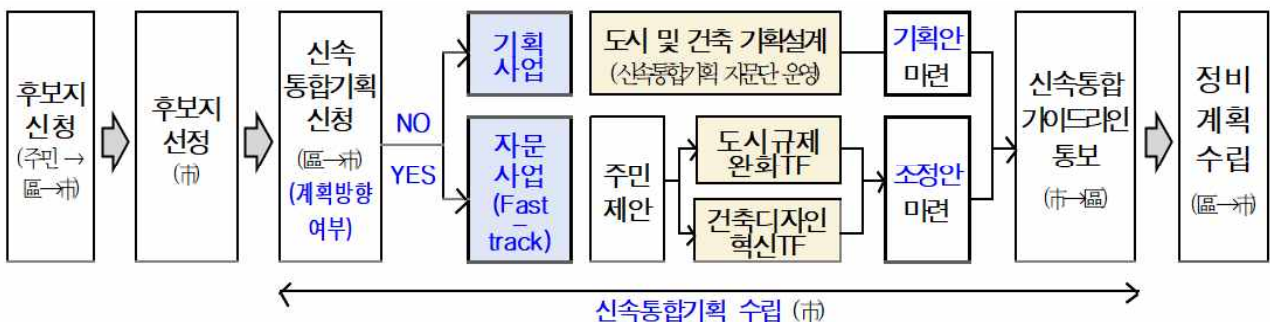 후보지
신청
(주민→
區→市)
후보지
선정
(市)
신속
통합기획
신청
(區→市)
(계획방향
여부)
NO
YES
기획
사업
자문
사업
(Fast
–
track)
도시 및 건축 기획설계
(신속통합기획 자문단 운영)
주민
제안
도시규제
완화TF
건축디자인
혁신TF
기획안
마련
조정안
마련
신속통합
가이드라인
통보
(市→區)
정비
계획
수립
(區→市)
신속통합기획 수립 (市)